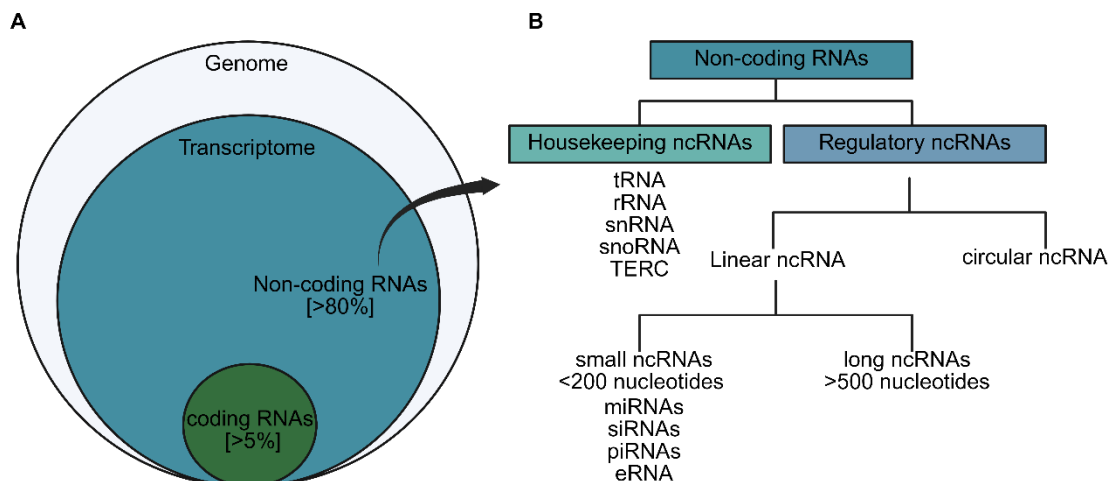 A
Genome
Transcriptome
Non-coding RNAs
[>80%]
coding RNAs
[>5%]
B
Non-coding RNAs
Housekeeping ncRNAs
Regulatory ncRNAs
tRNA
rRNA
snRNA
snoRNA
TERC
Linear ncRNA
circular ncRNA
small ncRNAs
<200 nucleotides
miRNAs
siRNAs
piRNAs
eRNA
long ncRNAs
>500 nucleotides